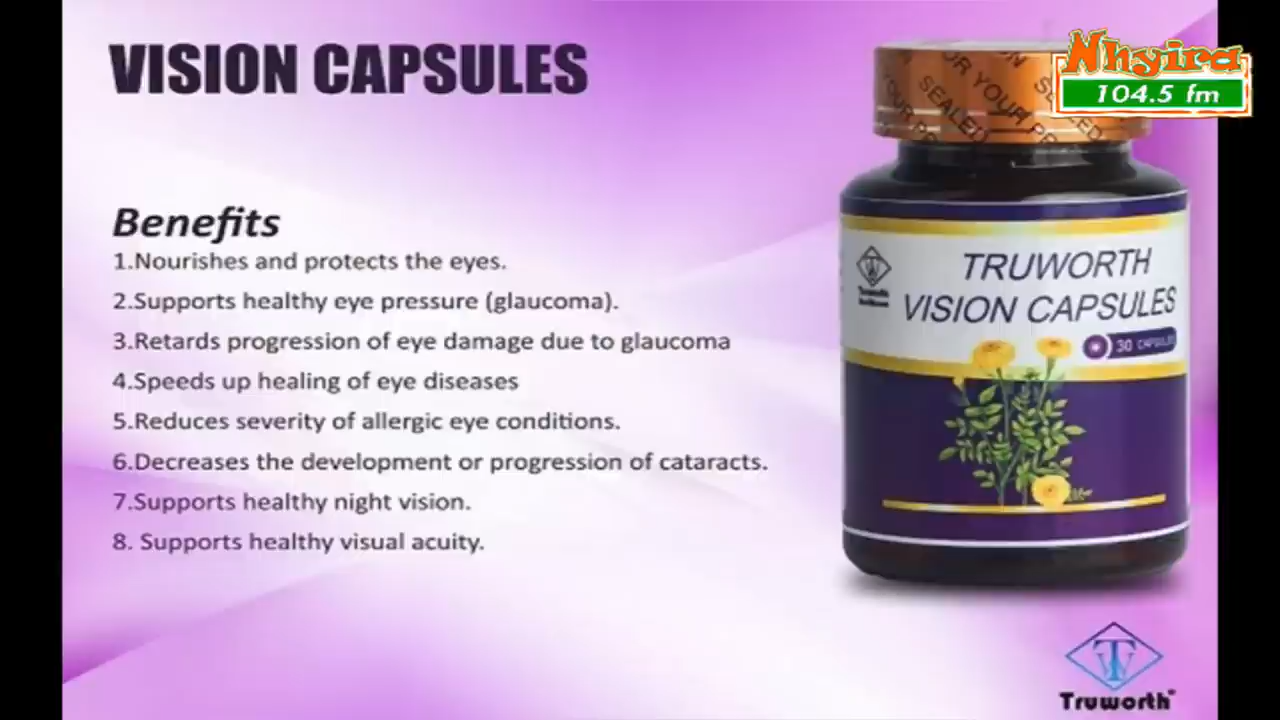 VISION CAPSULES
Nhyira
104.5 fm
Benefits
1.Nourishes and protects the eyes.
2.Supports healthy eye pressure (glaucoma).
3.Retards progression of eye damage due to glaucoma
4.Speeds up healing of eye diseases
5.Reduces severity of allergic eye conditions.
6.Decreases the development or progression of cataracts.
7.Supports healthy night vision.
8. Supports healthy visual acuity.
SEALED
YOUR
TRUWORTH
VISION CAPSULES
30 CAPSULES
Truworth